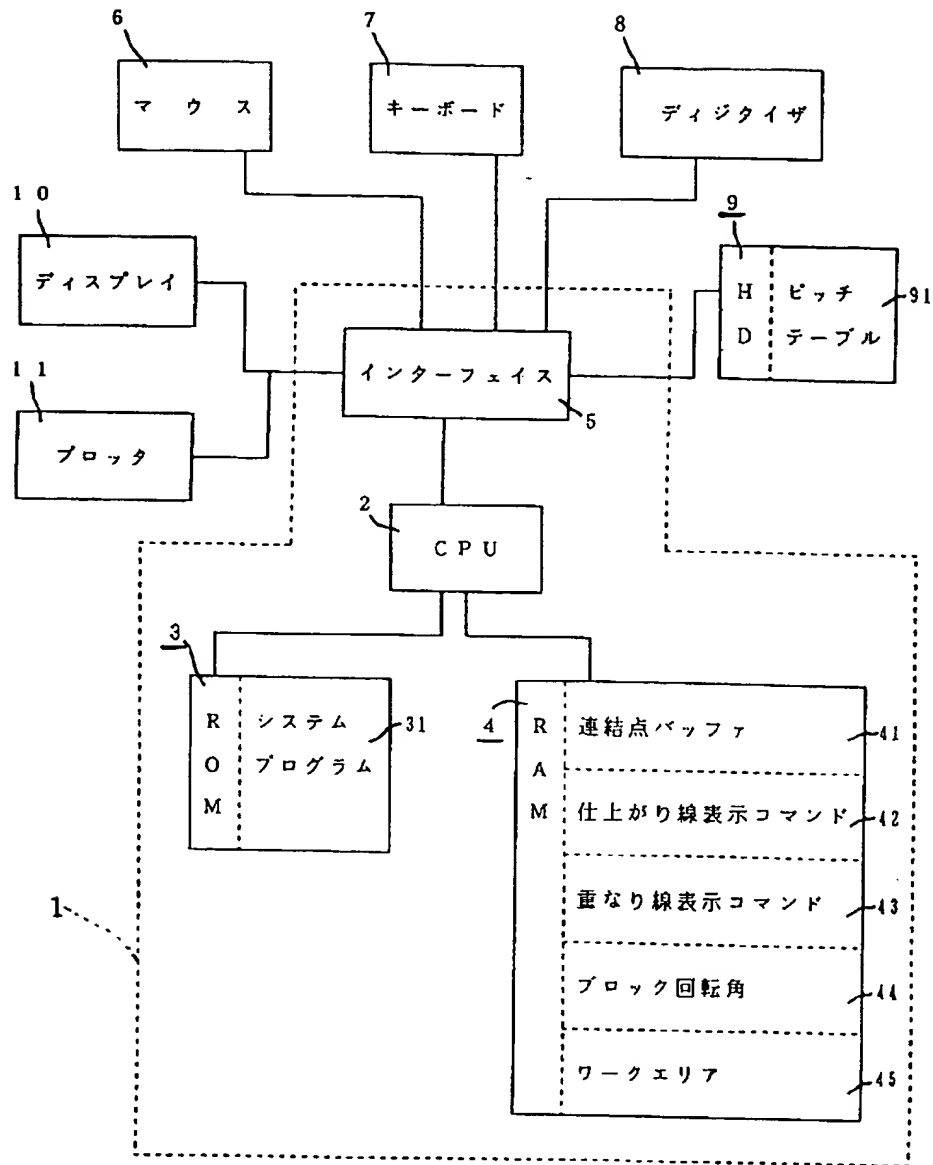 6
7
8
マウス
キーボード
ディジタイザ
10
9
ディスプレイ
HD
ピッチ
テーブル
91
インターフェイス
5
11
プロッタ
2
CPU
3
ROM
システム
プログラム
31
4
RAM
連結点バッファ
41
仕上がり線表示コマンド
42
重なり線表示コマンド
43
1
ブロック回転角
44
ワークエリア
45